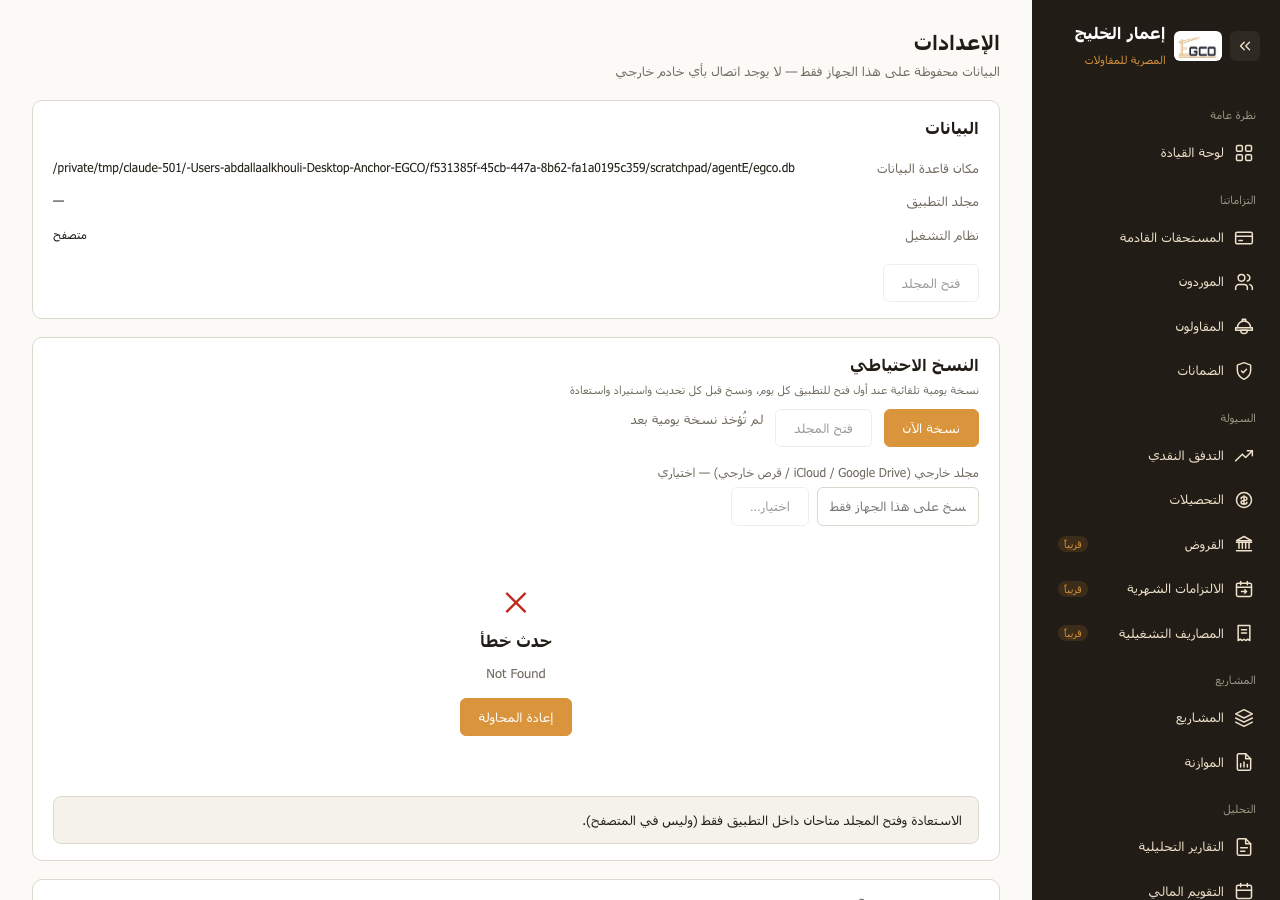 إعمار الخليج
المصرية للمقاولات
EGCO
نظرة عامة
لوحة القيادة
التزاماتنا
المستحقات القادمة
الموردون
المقاولون
الضمانات
السيولة
التدفق النقدي
التحصيلات
القروض
قريباً
الالتزامات الشهرية
قريباً
المصاريف التشغيلية
قريباً
المشاريع
المشاريع
الموازنة
التحليل
التقارير التحليلية
التقويم المالي
الإعدادات
البيانات محفوظة على هذا الجهاز فقط — لا يوجد اتصال بأي خادم خارجي
البيانات
مكان قاعدة البيانات
/private/tmp/claude-501/-Users-abdallaalkhouli-Desktop-Anchor-EGCO/f531385f-45cb-447a-8b62-fa1a0195c359/scratchpad/agentE/egco.db
مجلد التطبيق
—
نظام التشغيل
متصفح
فتح المجلد
النسخ الاحتياطي
نسخة يومية تلقائية عند أول فتح للتطبيق كل يوم، ونسخ قبل كل تحديث واستيراد واستعادة
نسخة الآن
فتح المجلد
لم تُؤخذ نسخة يومية بعد
مجلد خارجي (iCloud / Google Drive / قرص خارجي) — اختياري
نسخ على هذا الجهاز فقط
اختيار...
حدث خطأ
Not Found
إعادة المحاولة
الاستعادة وفتح المجلد متاحان داخل التطبيق فقط (وليس في المتصفح).